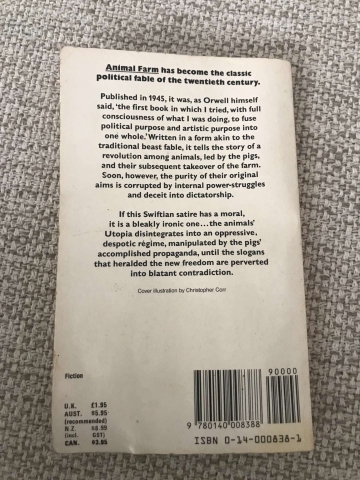 Animal Farm has become the classic
political fable of the twentieth century.
Published in 1945, it was, as Orwell himself
said, ‘the first book in which I tried, with full
consciousness of what I was doing, to fuse
political purpose and artistic purpose into
one whole.’ Written in a form akin to the
traditional beast fable, it tells the story of a
revolution among animals, led by the pigs,
and their subsequent takeover of the farm.
Soon, however, the purity of their original
aims is corrupted by internal power-struggles
and deceit into dictatorship.
If this Swiftian satire has a moral,
it is a bleakly ironic one...the animals’
Utopia disintegrates into an oppressive,
despotic régime, manipulated by the pigs’
accomplished propaganda, until the slogans
that heralded the new freedom are perverted
into blatant contradiction.
Cover illustration by Christopher Corr
Fiction
U.K. £1.95
AUST. $5.95
(recommended)
N.Z. $8.99
(incl. GST)
CAN. $3.95
90000
9 780140 008388
ISBN 0-14-000838-1